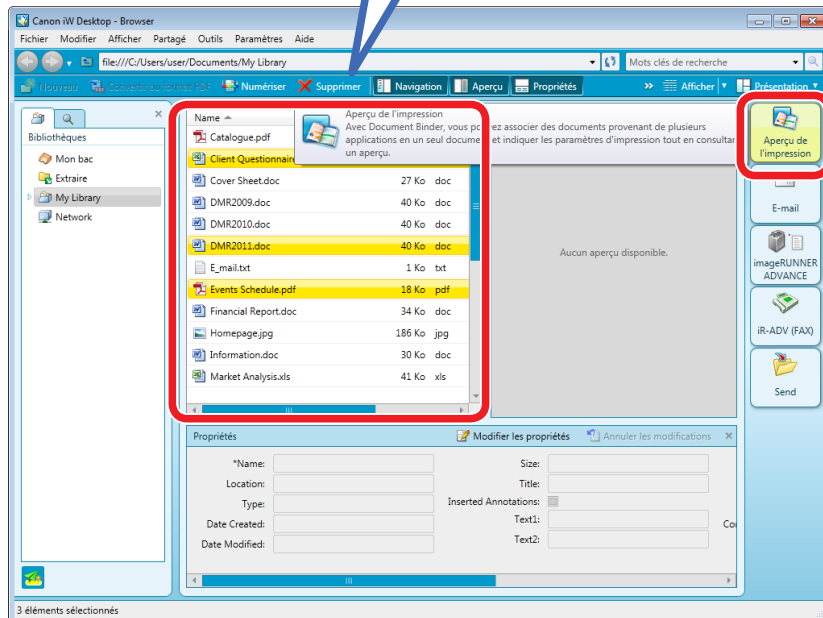 Canon iW Desktop - Browser
Fichier Modifier Afficher Partagé Outils Paramètres Aide
file:///C:/Users/user/Documents/My Library
Mots clés de recherche
Nouveau Convertir au format PDF Numériser Supprimer Navigation Aperçu Propriétés » Afficher Présentation
Bibliothèques
Mon bac
Extraire
My Library
Network
Name
Catalogue.pdf
Client Questionnaire
Cover Sheet.doc 27 Ko doc
DMR2009.doc 40 Ko doc
DMR2010.doc 40 Ko doc
DMR2011.doc 40 Ko doc
E_mail.txt 1 Ko txt
Events Schedule.pdf 18 Ko pdf
Financial Report.doc 34 Ko doc
Homepage.jpg 186 Ko jpg
Information.doc 30 Ko doc
Market Analysis.xls 41 Ko xls
Aperçu de l'impression
Avec Document Binder, vous pouvez associer des documents provenant de plusieurs
applications en un seul document et indiquer les paramètres d'impression tout en consultan
un aperçu.
Aucun aperçu disponible.
Aperçu de
l'impression
E-mail
imageRUNNER
ADVANCE
iR-ADV (FAX)
Send
Propriétés Modifier les propriétés Annuler les modifications
*Name: Size:
Location: Title:
Type: Inserted Annotations:
Date Created: Text1: Co
Date Modified: Text2:
3 éléments sélectionnés